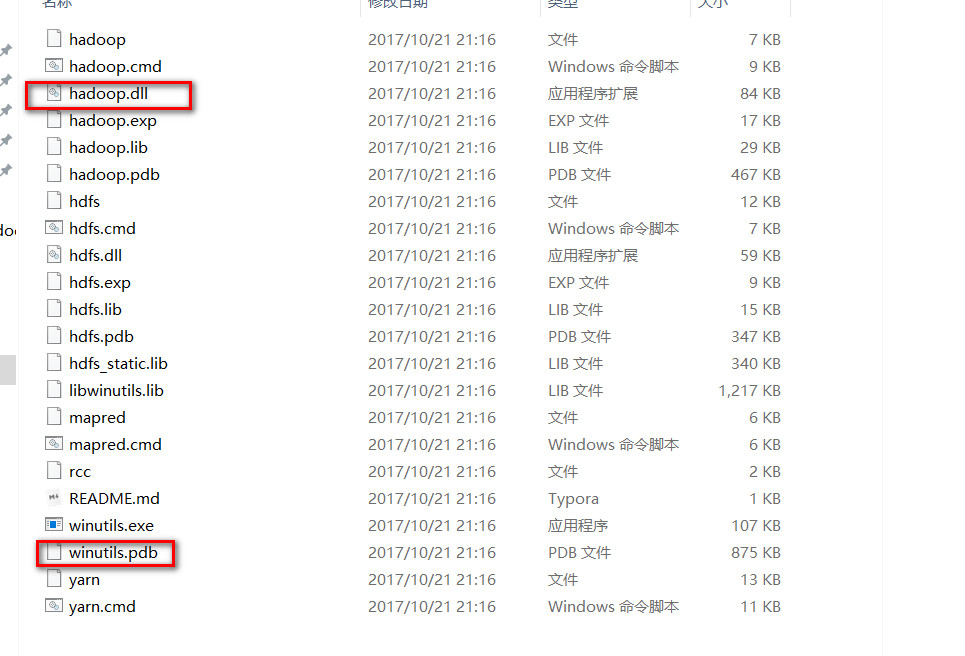 名称 修改日期 类型 大小
hadoop 2017/10/21 21:16 文件 7 KB
hadoop.cmd 2017/10/21 21:16 Windows 命令脚本 9 KB
hadoop.dll 2017/10/21 21:16 应用程序扩展 84 KB
hadoop.exp 2017/10/21 21:16 EXP 文件 17 KB
hadoop.lib 2017/10/21 21:16 LIB 文件 29 KB
hadoop.pdb 2017/10/21 21:16 PDB 文件 467 KB
hdfs 2017/10/21 21:16 文件 12 KB
hdfs.cmd 2017/10/21 21:16 Windows 命令脚本 7 KB
hdfs.dll 2017/10/21 21:16 应用程序扩展 59 KB
hdfs.exp 2017/10/21 21:16 EXP 文件 9 KB
hdfs.lib 2017/10/21 21:16 LIB 文件 15 KB
hdfs.pdb 2017/10/21 21:16 PDB 文件 347 KB
hdfs_static.lib 2017/10/21 21:16 LIB 文件 340 KB
libwinutils.lib 2017/10/21 21:16 LIB 文件 1,217 KB
mapred 2017/10/21 21:16 文件 6 KB
mapred.cmd 2017/10/21 21:16 Windows 命令脚本 6 KB
rcc 2017/10/21 21:16 文件 2 KB
README.md 2017/10/21 21:16 Typora 1 KB
winutils.exe 2017/10/21 21:16 应用程序 107 KB
winutils.pdb 2017/10/21 21:16 PDB 文件 875 KB
yarn 2017/10/21 21:16 文件 13 KB
yarn.cmd 2017/10/21 21:16 Windows 命令脚本 11 KB